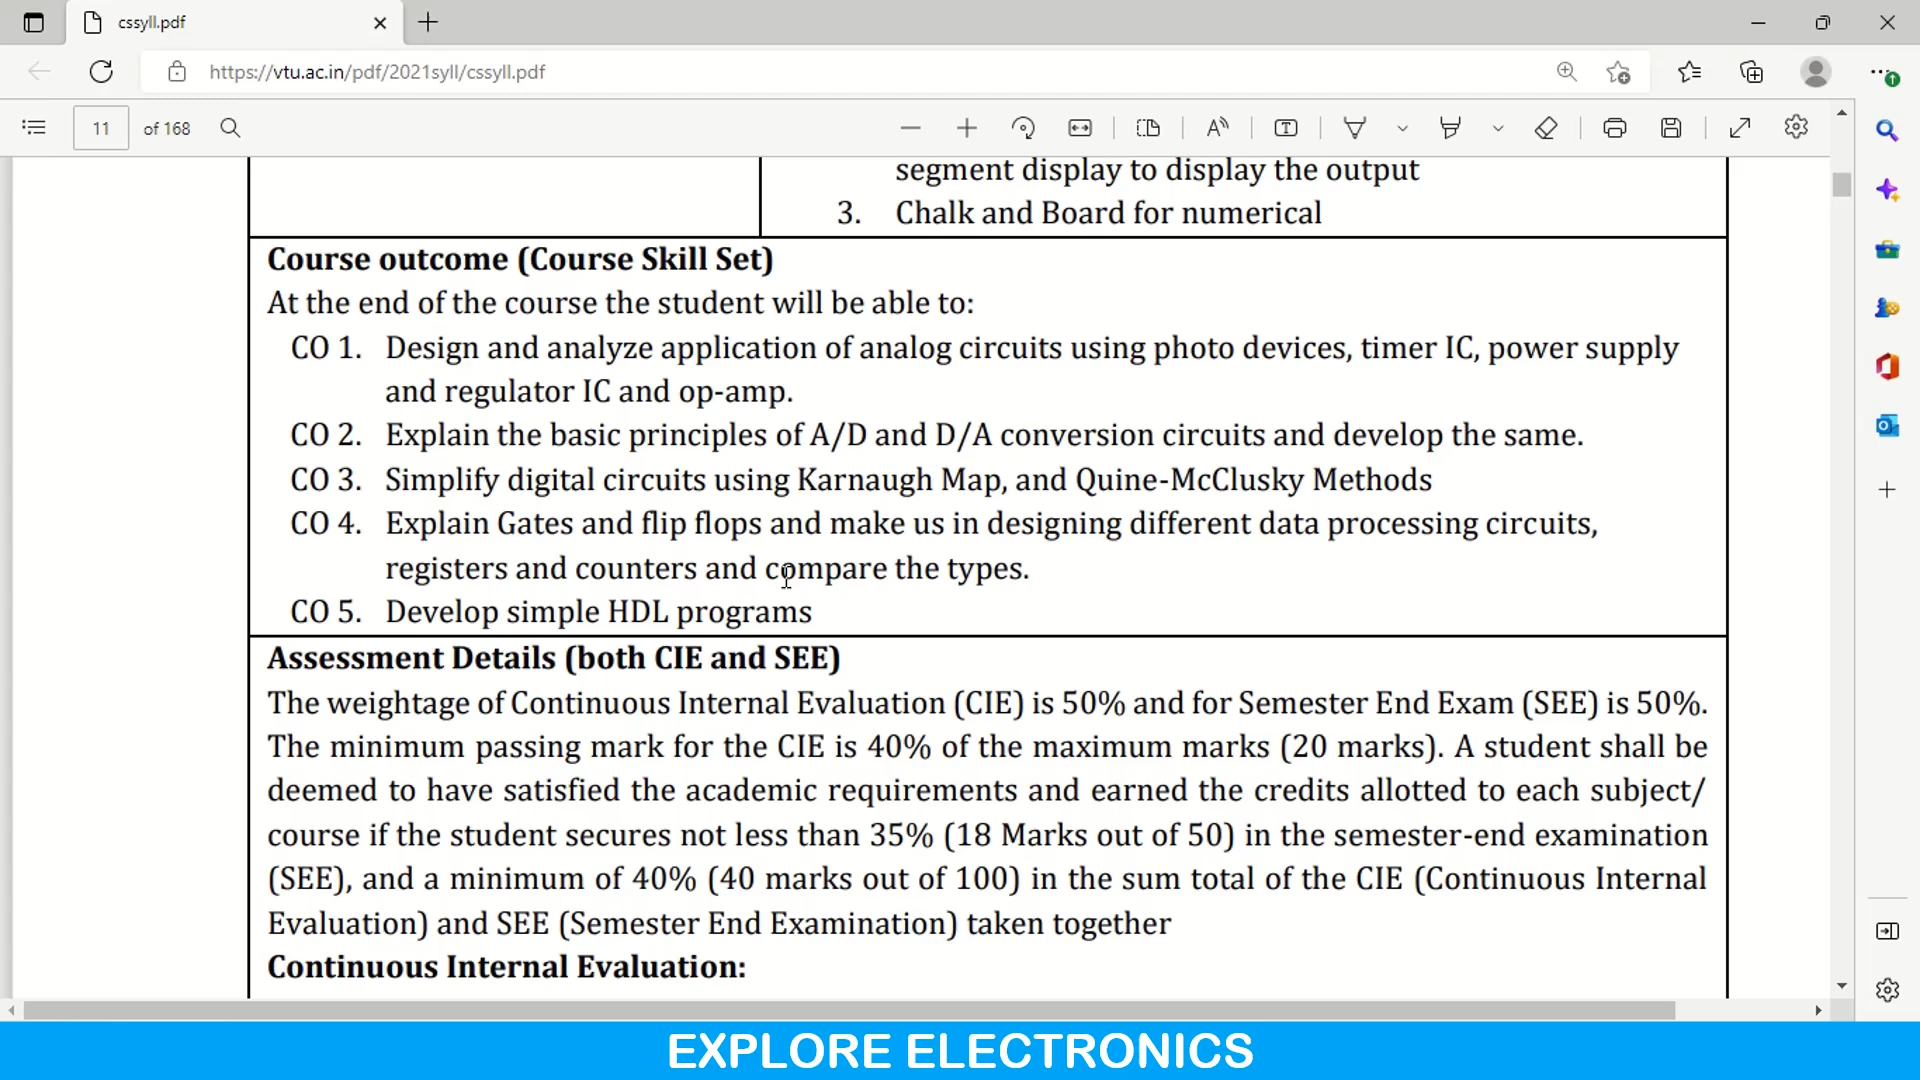 cssyll.pdf
https://vtu.ac.in/pdf/2021syll/cssyll.pdf
11 of 168
segment display to display the output
3. Chalk and Board for numerical
Course outcome (Course Skill Set)
At the end of the course the student will be able to:
CO 1. Design and analyze application of analog circuits using photo devices, timer IC, power supply
and regulator IC and op-amp.
CO 2. Explain the basic principles of A/D and D/A conversion circuits and develop the same.
CO 3. Simplify digital circuits using Karnaugh Map, and Quine-McClusky Methods
CO 4. Explain Gates and flip flops and make us in designing different data processing circuits,
registers and counters and compare the types.
CO 5. Develop simple HDL programs
Assessment Details (both CIE and SEE)
The weightage of Continuous Internal Evaluation (CIE) is 50% and for Semester End Exam (SEE) is 50%.
The minimum passing mark for the CIE is 40% of the maximum marks (20 marks). A student shall be
deemed to have satisfied the academic requirements and earned the credits allotted to each subject/
course if the student secures not less than 35% (18 Marks out of 50) in the semester-end examination
(SEE), and a minimum of 40% (40 marks out of 100) in the sum total of the CIE (Continuous Internal
Evaluation) and SEE (Semester End Examination) taken together
Continuous Internal Evaluation:
EXPLORE ELECTRONICS